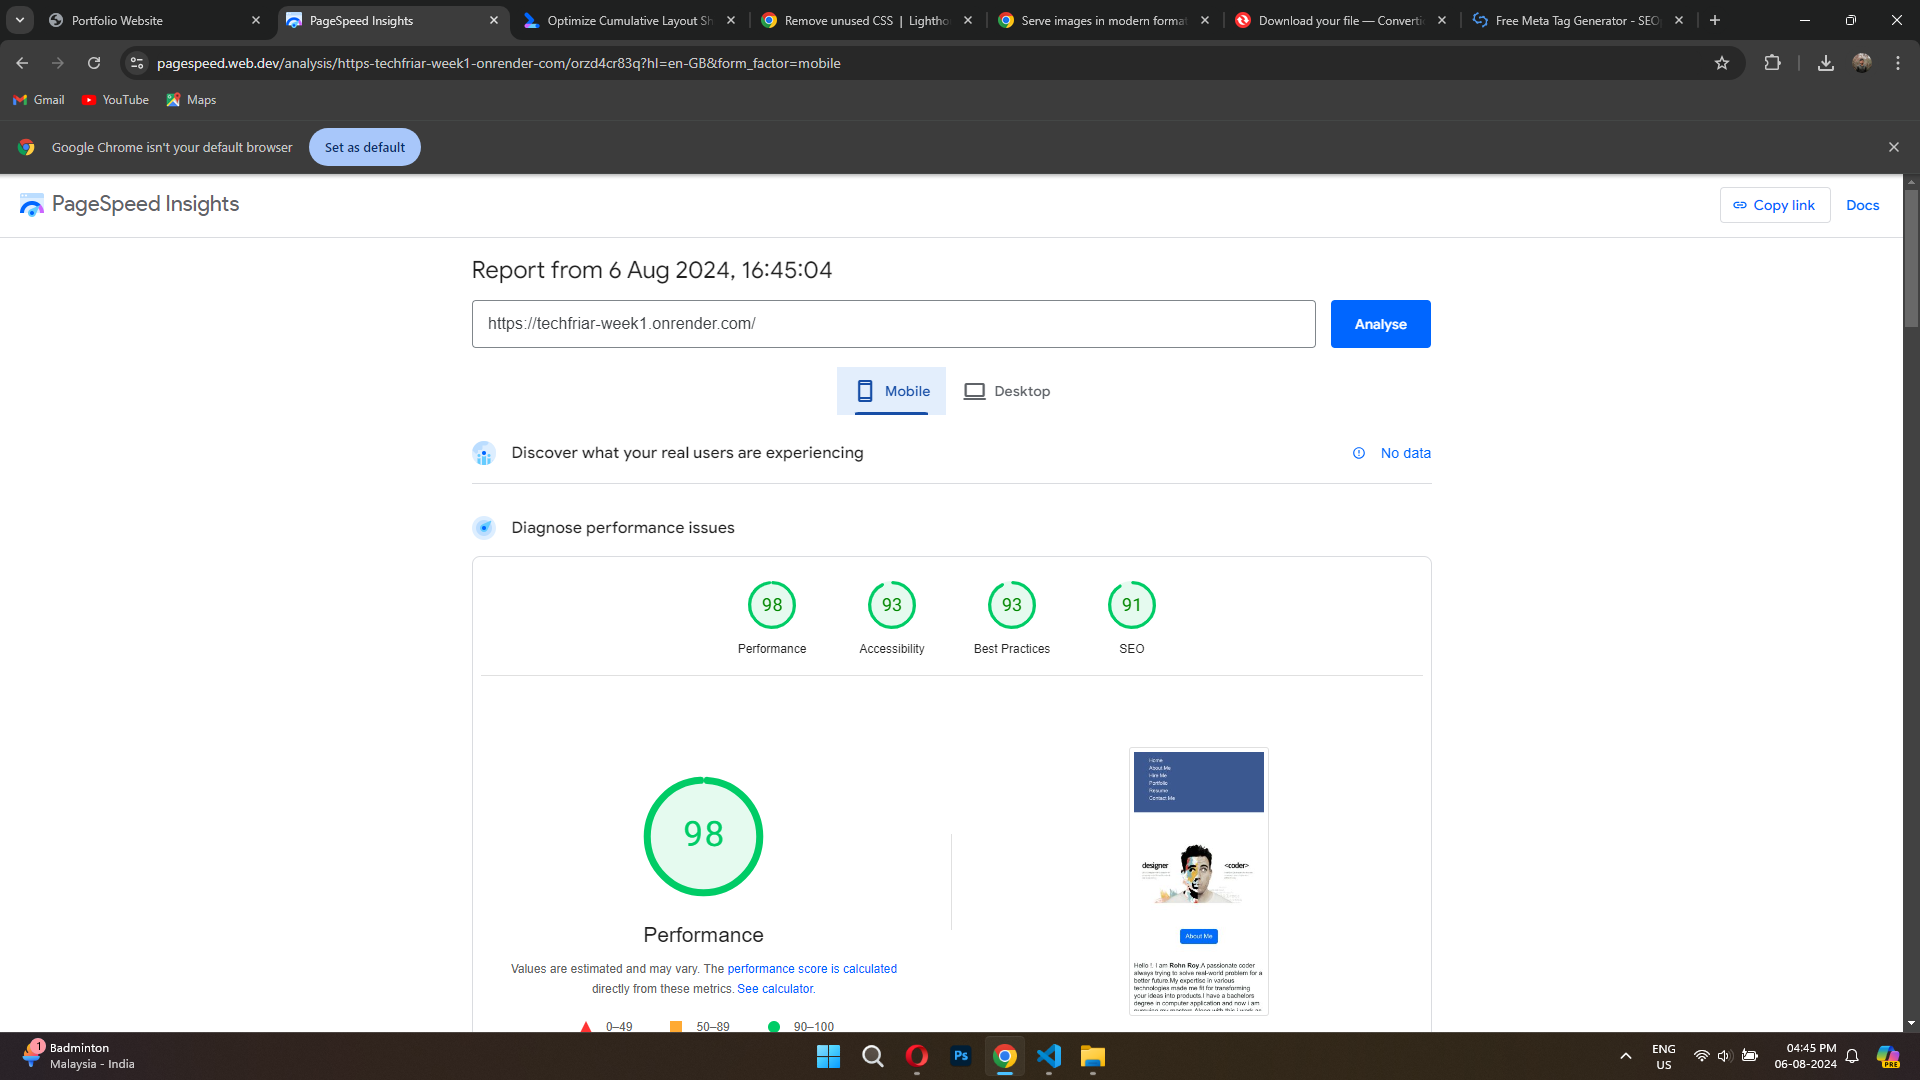 Portfolio Website
PageSpeed Insights
Optimize Cumulative Layout Sh
Remove unused CSS | Lightho
Serve images in modern format
Download your file — Converti
Free Meta Tag Generator - SEO
pagespeed.web.dev/analysis/https-techfriar-week1-onrender-com/orzd4cr83q?hl=en-GB&form_factor=mobile
Gmail
YouTube
Maps
Google Chrome isn't your default browser
Set as default
PageSpeed Insights
Copy link
Docs
Report from 6 Aug 2024, 16:45:04
https://techfriar-week1.onrender.com/
Analyse
Mobile
Desktop
Discover what your real users are experiencing
No data
Diagnose performance issues
98
93
93
91
Performance
Accessibility
Best Practices
SEO
98
Performance
Values are estimated and may vary. The performance score is calculated
directly from these metrics. See calculator.
0–49
50–89
90–100
Home
About Me
Hire Me
Portfolio
Resume
Contact Me
designer
<coder>
About Me
Hello !. I am Rohn Roy.A passionate coder
always trying to solve real-world problem for a
better future.My expertise in various
technologies made me fit for transforming
your ideas into products.I have a bachelors
degree in computer application and now i am
1
Badminton
Malaysia - India
Ps
ENG
US
04:45 PM
06-08-2024
PRE